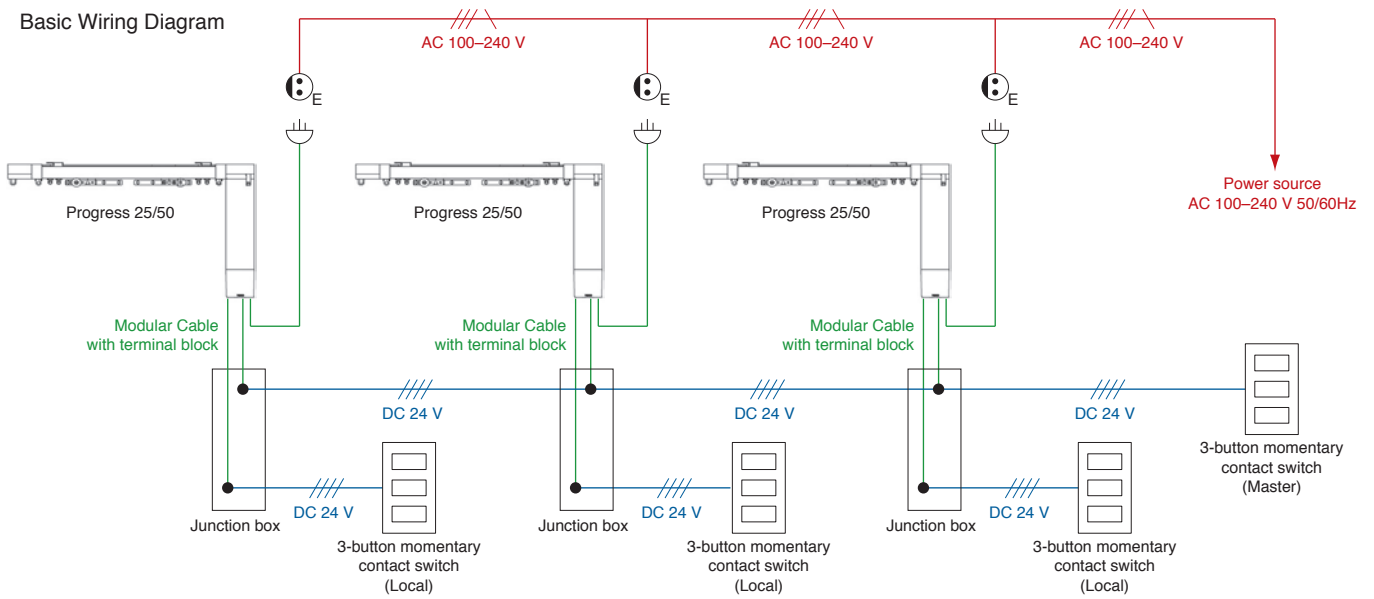 Basic Wiring Diagram
AC 100–240 V
AC 100–240 V
AC 100–240 V
E
E
E
Power source
AC 100–240 V 50/60Hz
Progress 25/50
Progress 25/50
Progress 25/50
Modular Cable
with terminal block
Modular Cable
with terminal block
Modular Cable
with terminal block
DC 24 V
DC 24 V
DC 24 V
3-button momentary
contact switch
(Master)
DC 24 V
DC 24 V
DC 24 V
Junction box
Junction box
Junction box
3-button momentary
contact switch
(Local)
3-button momentary
contact switch
(Local)
3-button momentary
contact switch
(Local)